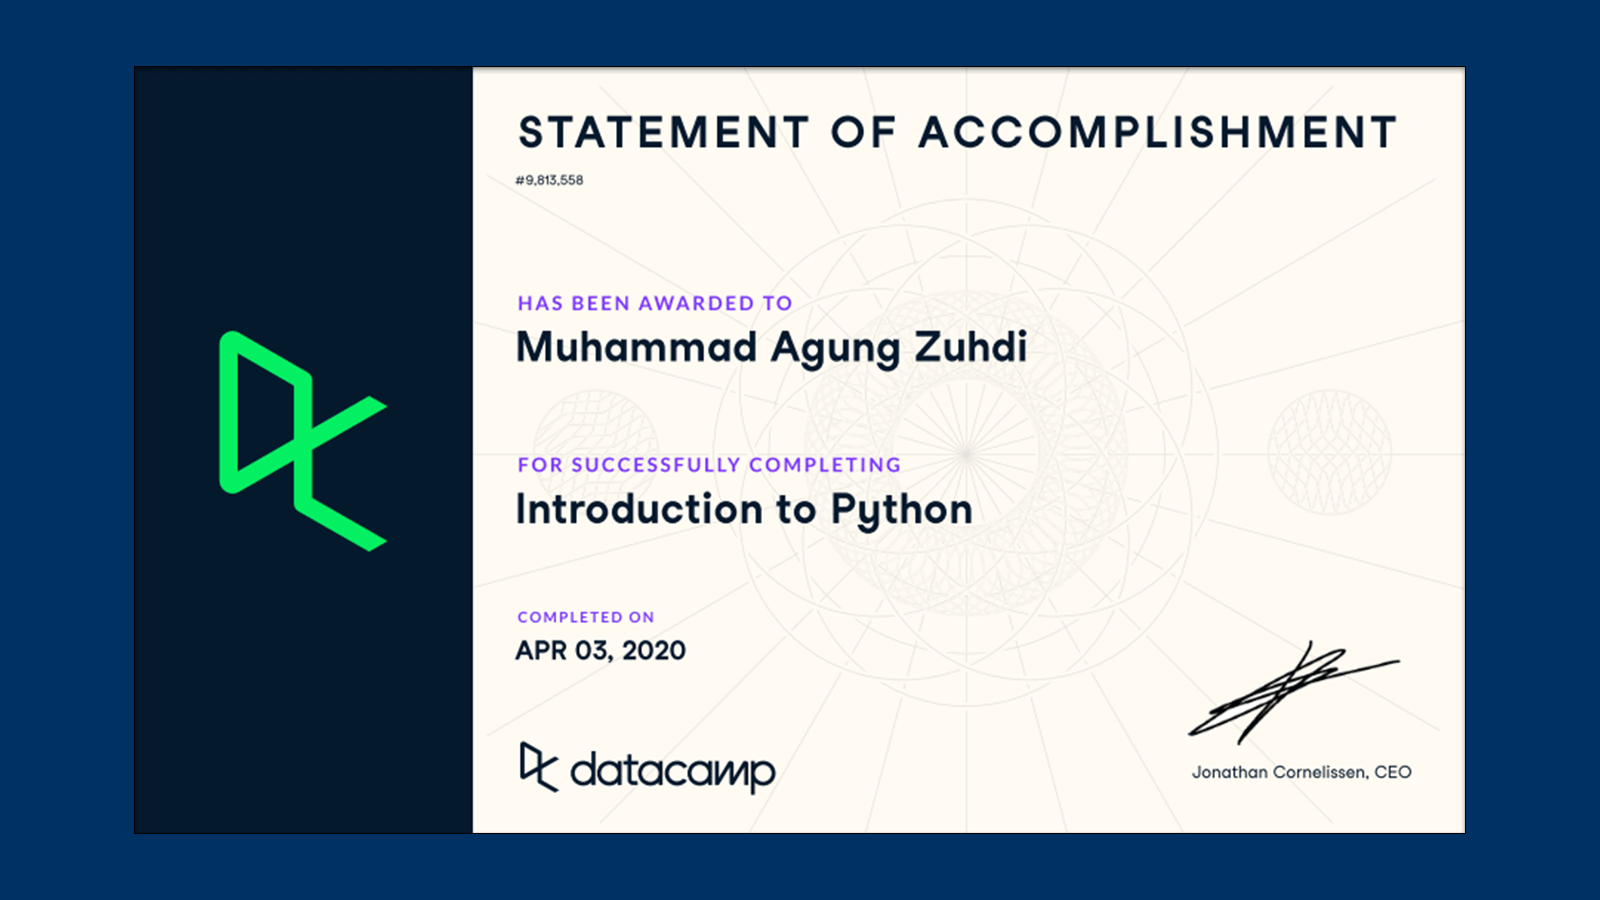 STATEMENT OF ACCOMPLISHMENT
#9,813,558
HAS BEEN AWARDED TO
Muhammad Agung Zuhdi
FOR SUCCESSFULLY COMPLETING
Introduction to Python
COMPLETED ON
APR 03, 2020
datacamp
Jonathan Cornelissen, CEO